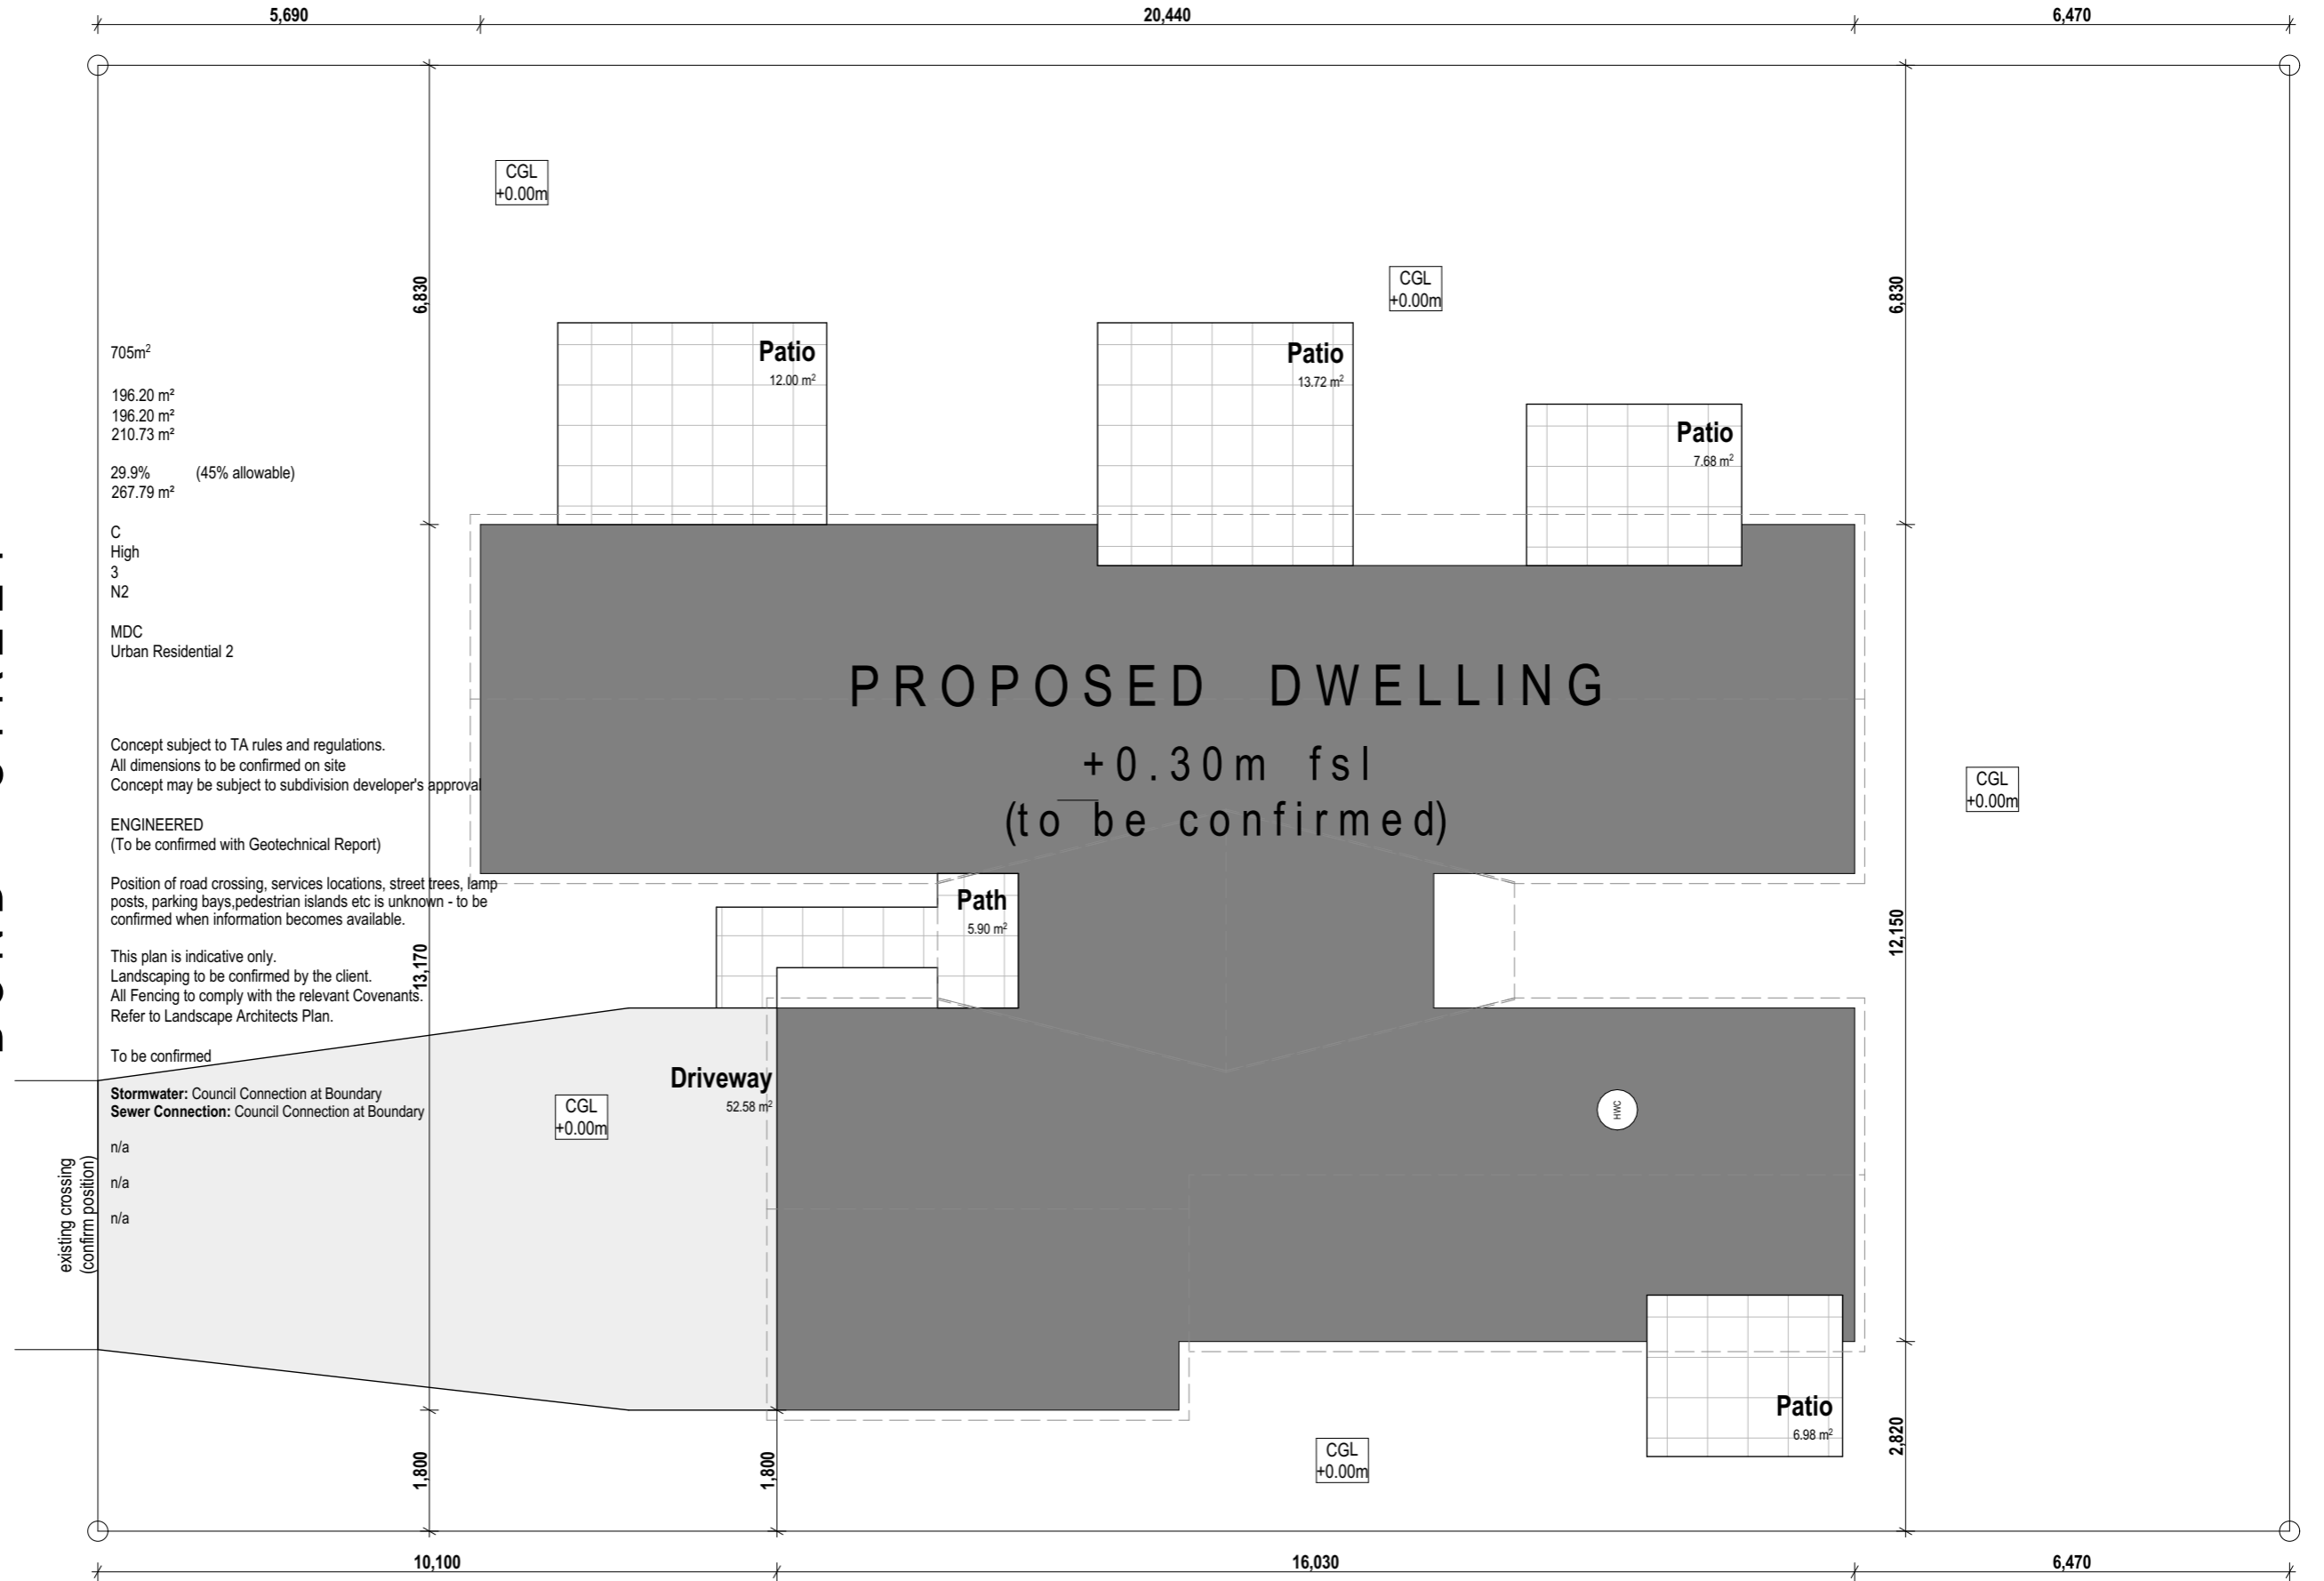 5,690
20,440
6,470
CGL
+0.00m
CGL
+0.00m
6,830
6,830
Patio
12.00 m²
Patio
13.72 m²
Patio
7.68 m²
705m²
196.20 m²
196.20 m²
210.73 m²
29.9% (45% allowable)
267.79 m²
C
High
3
N2
MDC
Urban Residential 2
PROPOSED DWELLING
+0.30m fsl
(to be confirmed)
Concept subject to TA rules and regulations.
All dimensions to be confirmed on site
Concept may be subject to subdivision developer's approval
CGL
+0.00m
ENGINEERED
(To be confirmed with Geotechnical Report)
Position of road crossing, services locations, street trees, lamp
posts, parking bays,pedestrian islands etc is unknown - to be
confirmed when information becomes available.
Path
5.90 m²
12,150
13,170
This plan is indicative only.
Landscaping to be confirmed by the client.
All Fencing to comply with the relevant Covenants.
Refer to Landscape Architects Plan.
To be confirmed
Driveway
52.58 m²
Stormwater: Council Connection at Boundary
Sewer Connection: Council Connection at Boundary
CGL
+0.00m
HWC
n/a
n/a
n/a
existing crossing
(confirm position)
Patio
6.98 m²
CGL
+0.00m
1,800
1,800
2,820
10,100
16,030
6,470